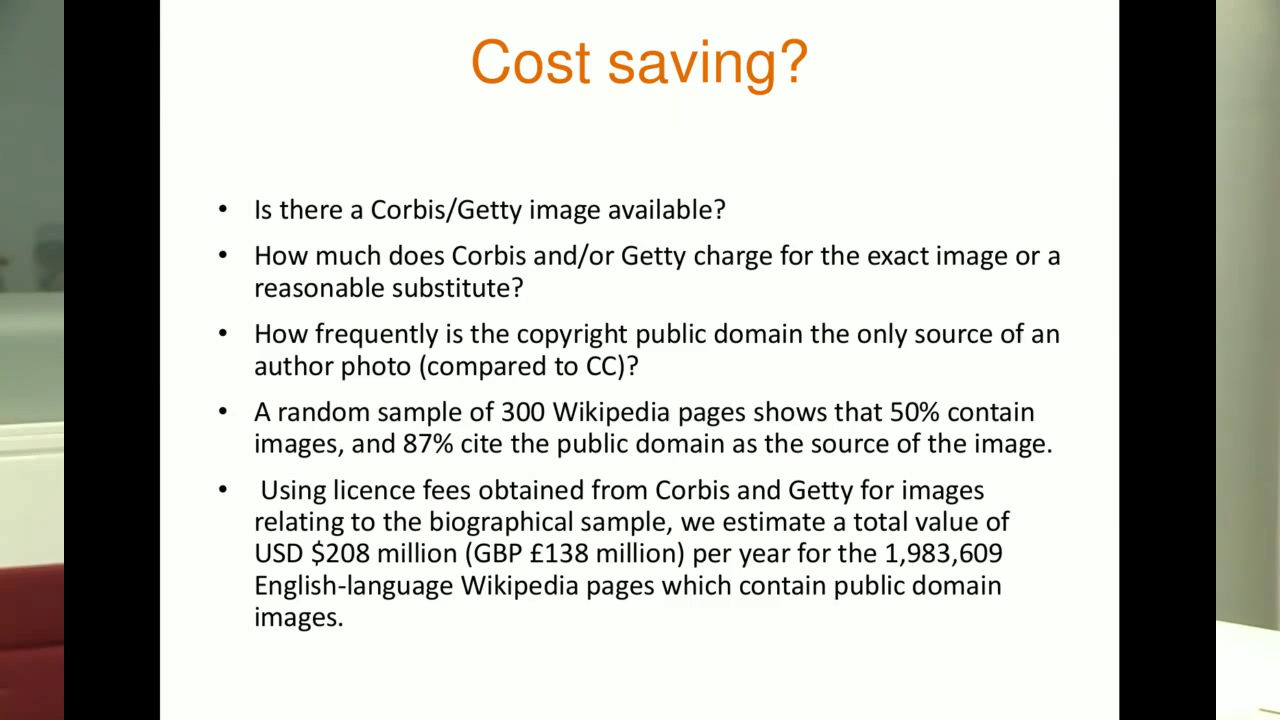 Cost saving?
• Is there a Corbis/Getty image available?
• How much does Corbis and/or Getty charge for the exact image or a
reasonable substitute?
• How frequently is the copyright public domain the only source of an
author photo (compared to CC)?
• A random sample of 300 Wikipedia pages shows that 50% contain
images, and 87% cite the public domain as the source of the image.
• Using licence fees obtained from Corbis and Getty for images
relating to the biographical sample, we estimate a total value of
USD $208 million (GBP £138 million) per year for the 1,983,609
English-language Wikipedia pages which contain public domain
images.